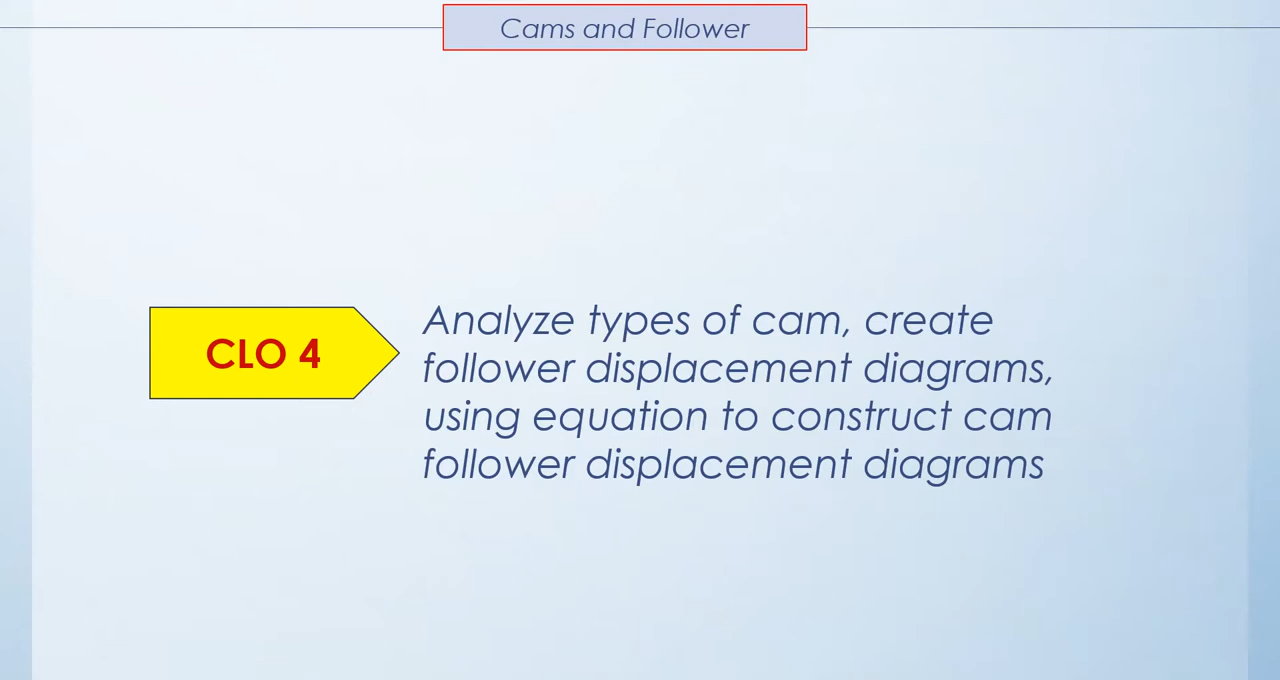 Cams and Follower
CLO 4
Analyze types of cam, create
follower displacement diagrams,
using equation to construct cam
follower displacement diagrams